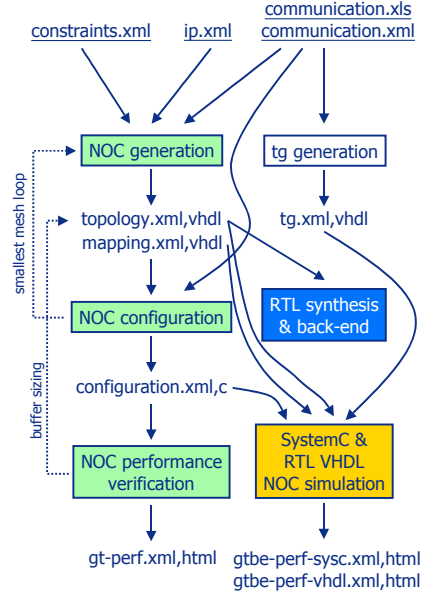 communication.xls
constraints.xml ip.xml communication.xml
NOC generation
tg generation
topology.xml,vhdl
mapping.xml,vhdl
tg.xml,vhdl
smallest mesh loop
NOC configuration
RTL synthesis
& back-end
configuration.xml,c
buffer sizing
NOC performance
verification
SystemC &
RTL VHDL
NOC simulation
gt-perf.xml,html
gtbe-perf-sysc.xml,html
gtbe-perf-vhdl.xml,html